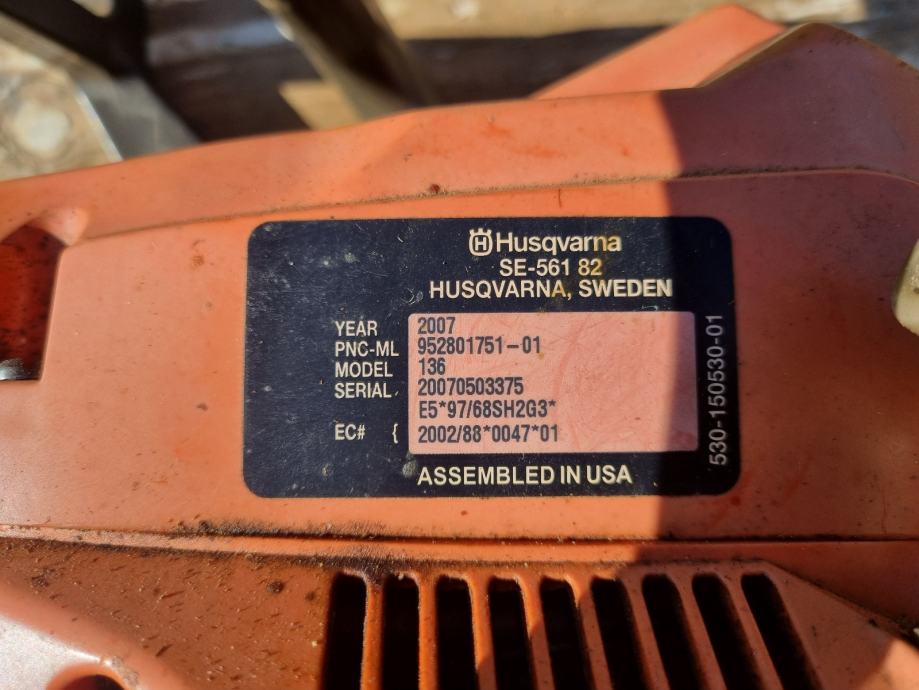 Husqvarna
SE-561 82
HUSQVARNA, SWEDEN
YEAR 2007
PNC-ML 952801751-01
MODEL 136
SERIAL 20070503375
E5*97/68SH2G3*
EC# { 2002/88*0047*01
ASSEMBLED IN USA
530-150530-01